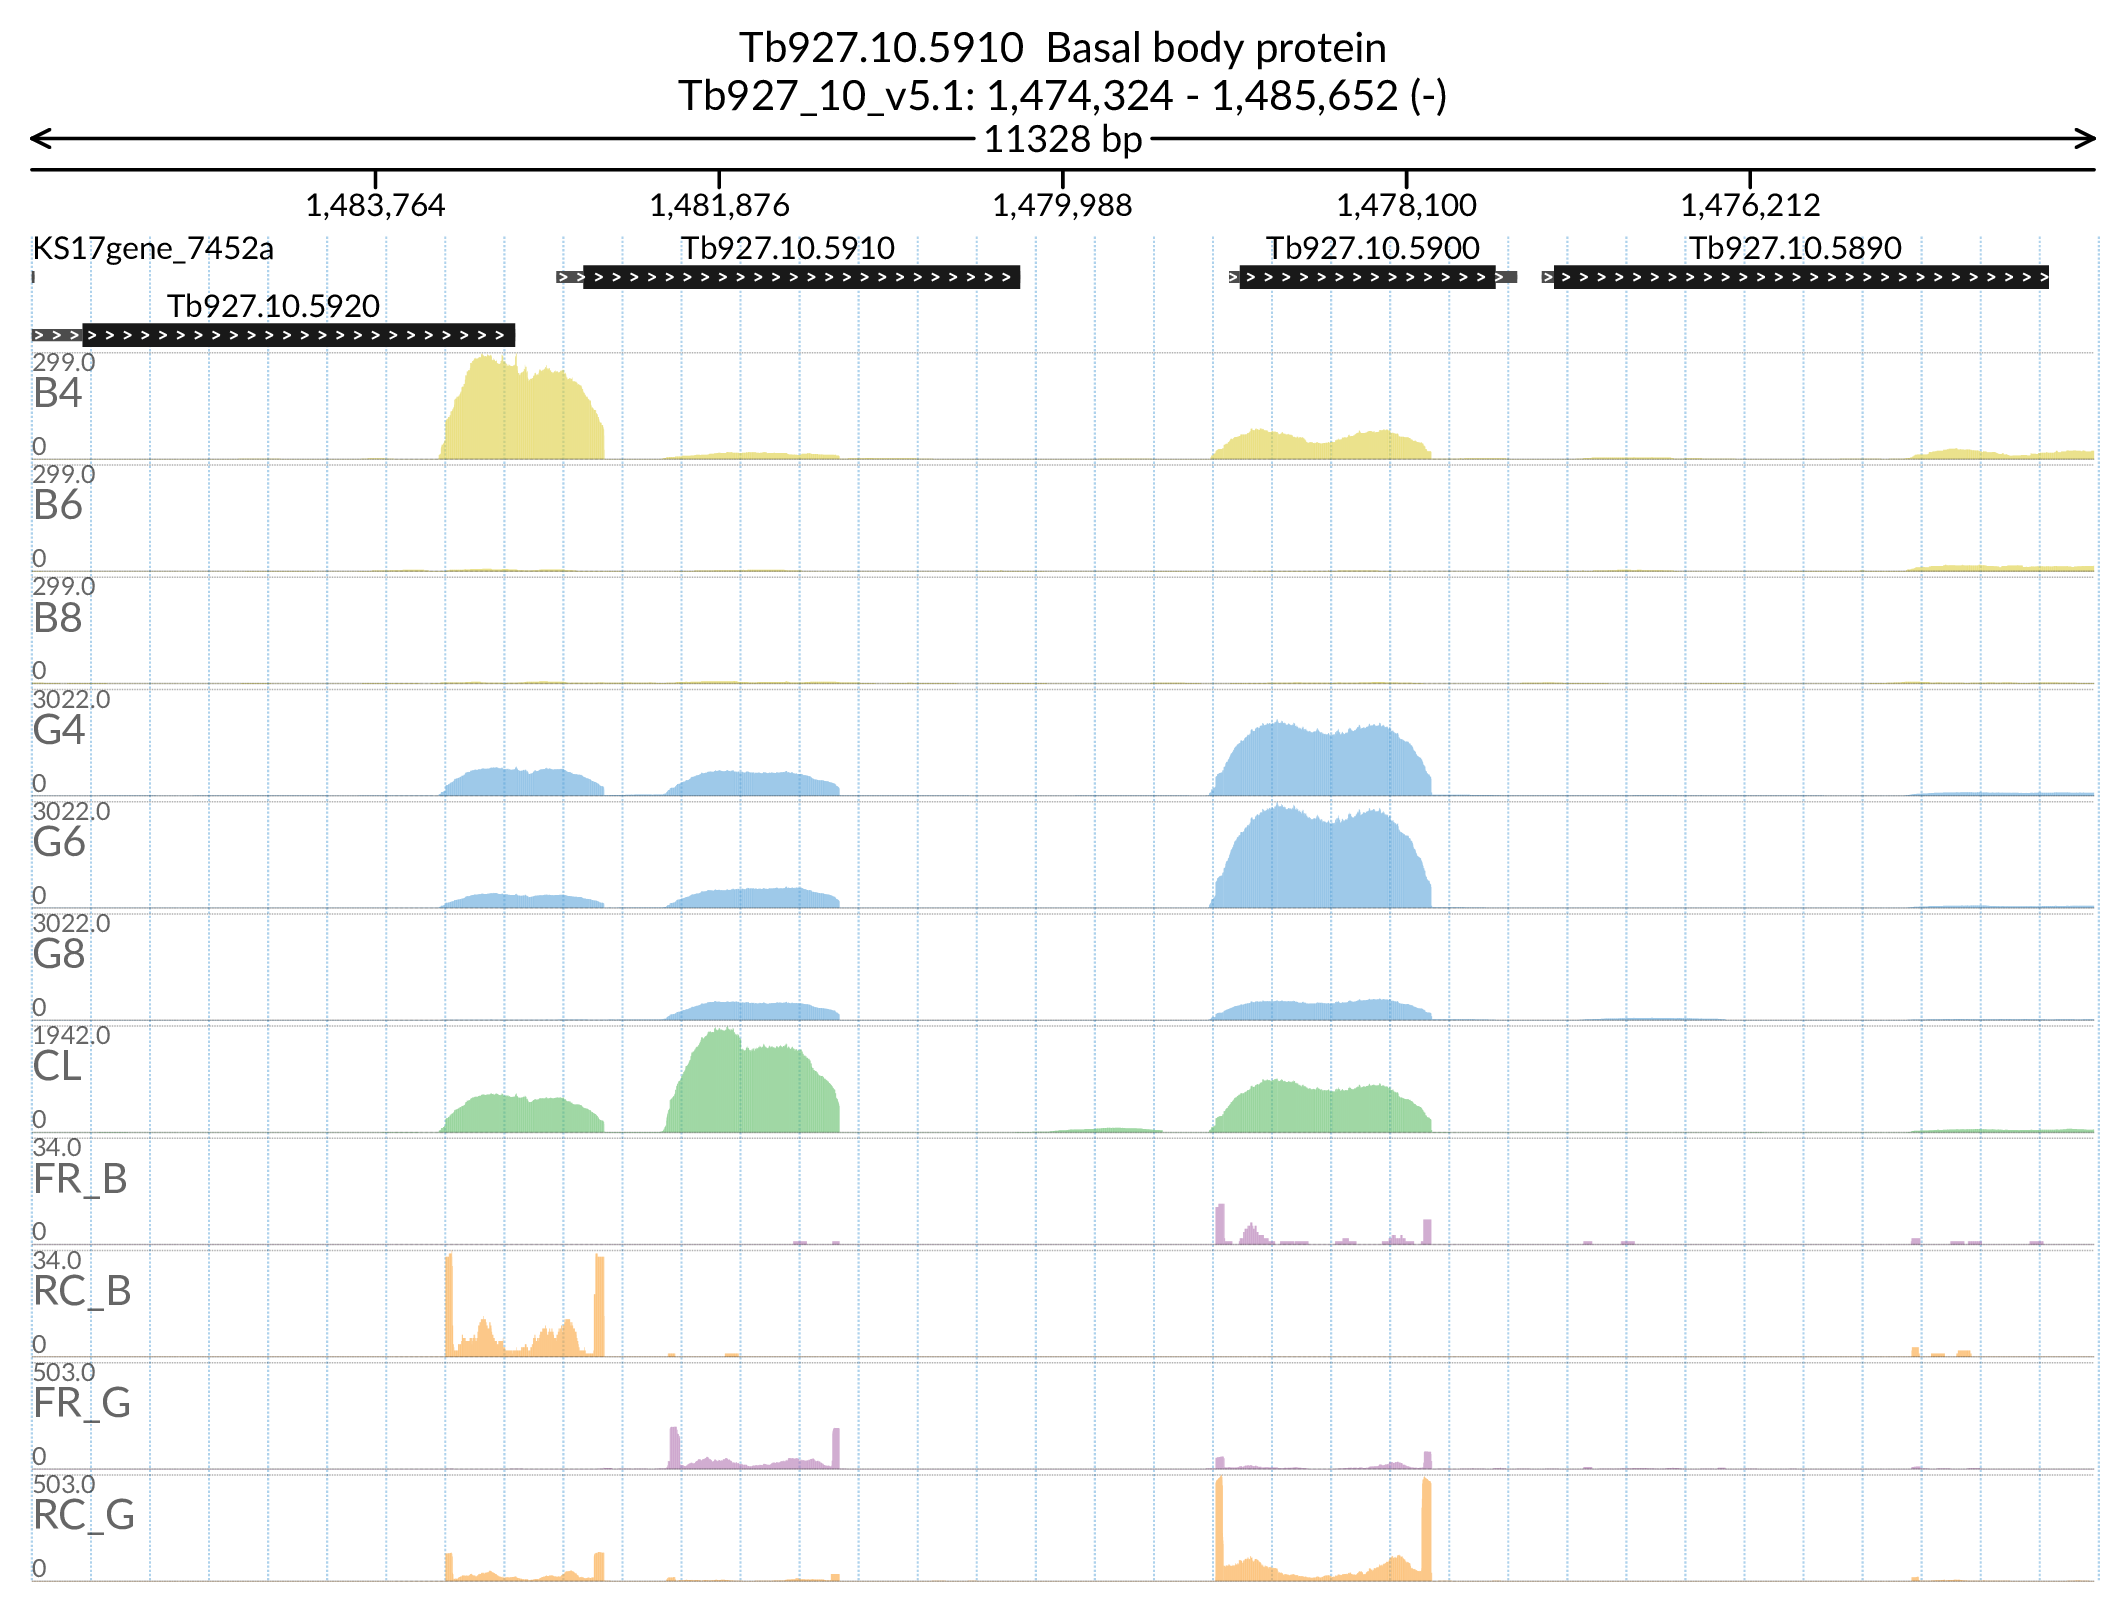 Tb927.10.5910  Basal body protein
Tb927_10_v5.1: 1,474,324 - 1,485,652 (-)
11328 bp
1,483,764 1,481,876 1,479,988 1,478,100 1,476,212
KS17gene_7452a Tb927.10.5910 Tb927.10.5900 Tb927.10.5890
Tb927.10.5920
299.0
B4
0
299.0
B6
0
299.0
B8
0
3022.0
G4
0
3022.0
G6
0
3022.0
G8
0
1942.0
CL
0
34.0
FR_B
0
34.0
RC_B
0
503.0
FR_G
0
503.0
RC_G
0